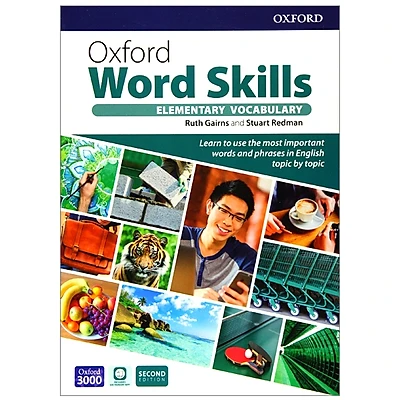 OXFORD
Oxford
Word Skills
ELEMENTARY VOCABULARY
Ruth Gairns and Stuart Redman
Learn to use the most important
words and phrases in English
topic by topic
Oxford
3000
SECOND
EDITION